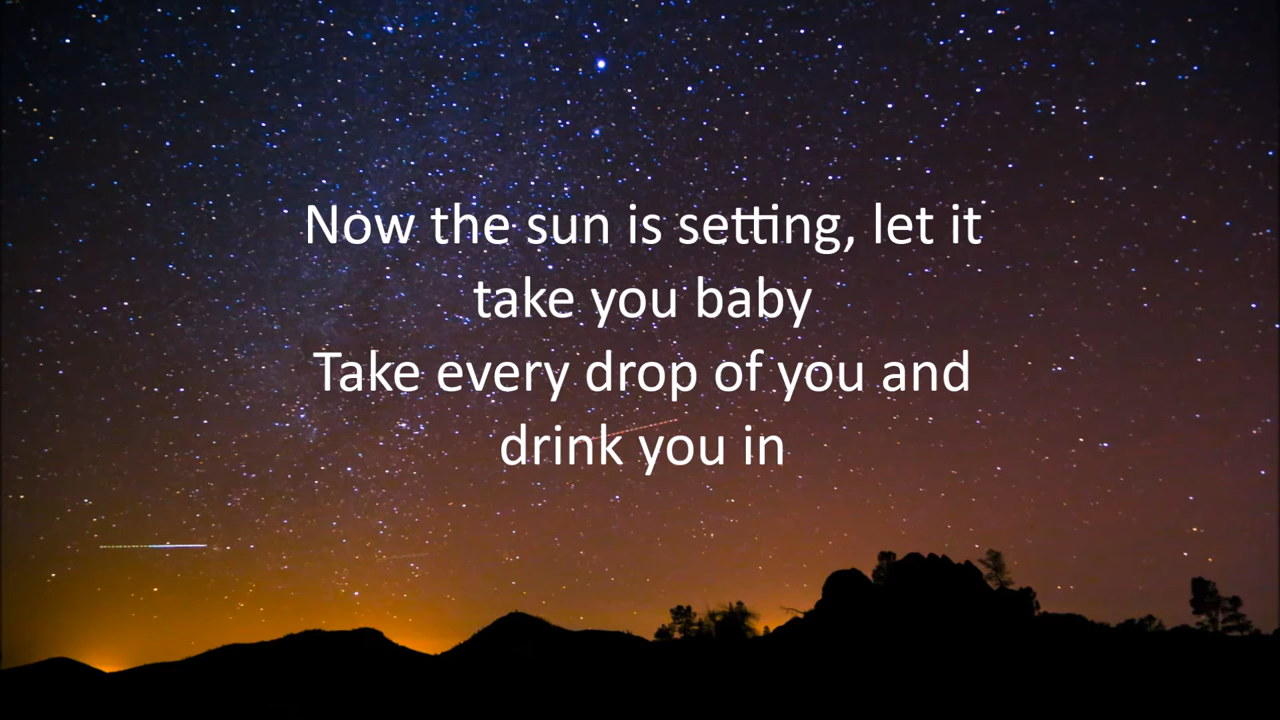 Now the sun is setting, let it
take you baby
Take every drop of you and
drink you in